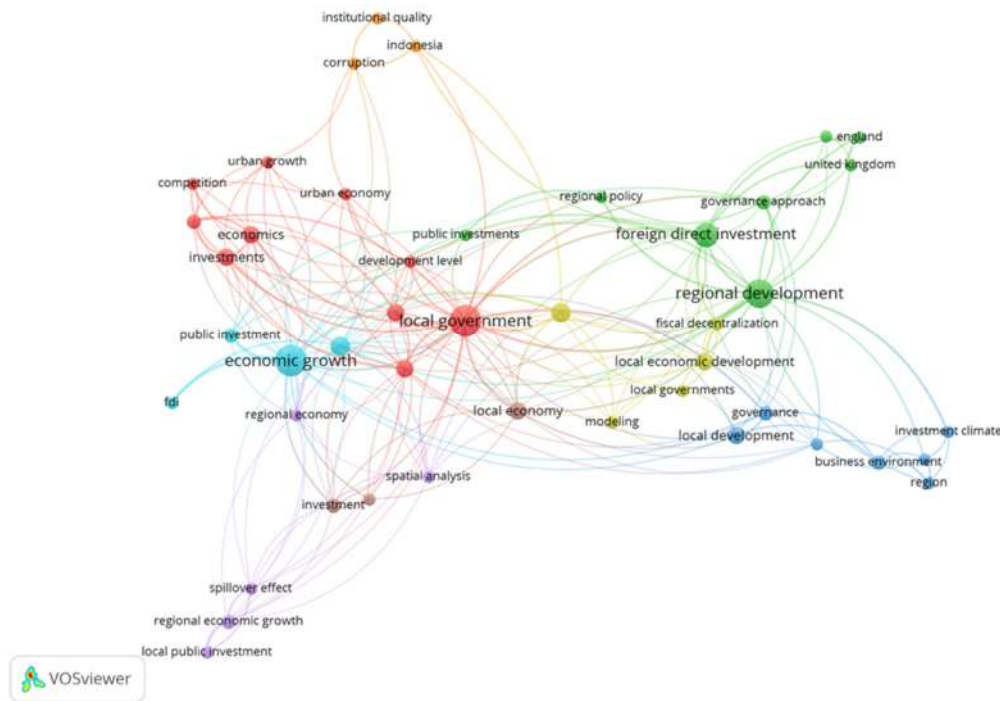 institutional quality
indonesia
corruption
england
urban growth
united kingdom
competition
urban economy
regional policy
governance approach
economics
public investments
foreign direct investment
investments
development level
regional development
local government
fiscal decentralization
public investment
economic growth
local economic development
local governments
fdi
regional economy
local economy
governance
modeling
local development
investment climate
business environment
spatial analysis
region
investment
spillover effect
regional economic growth
local public investment
VOSviewer